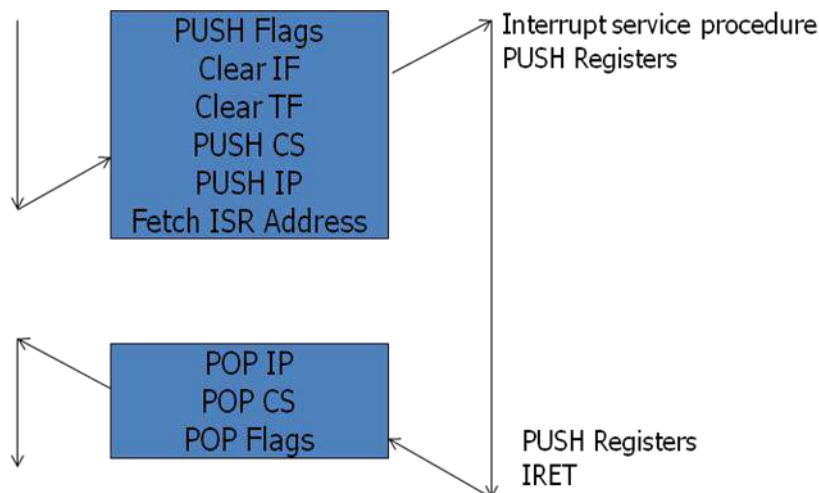 PUSH Flags
Clear IF
Clear TF
PUSH CS
PUSH IP
Fetch ISR Address
Interrupt service procedure
PUSH Registers
POP IP
POP CS
POP Flags
PUSH Registers
IRET